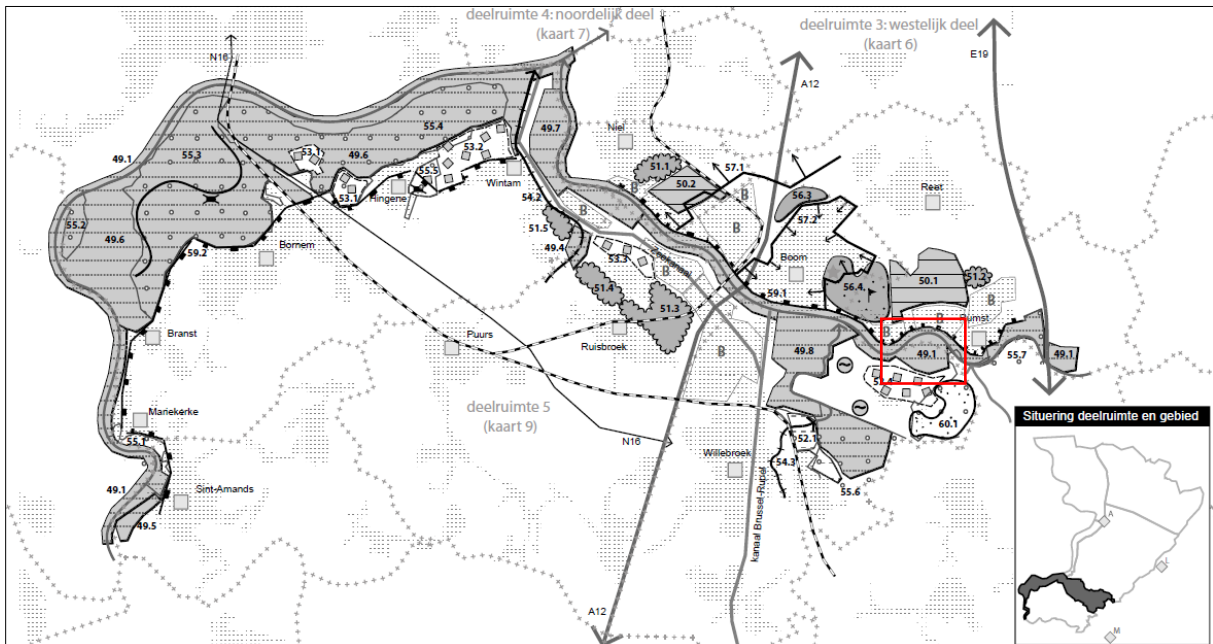 deelruimte 4: noordelijk deel
(kaart 7)
deelruimte 3: westelijk deel
(kaart 6)
N16
A12
E19
49.1
55.3
55.4
49.6
53.1
53.1
53.2
55.5
Hingene
Wintam
54.2
49.7
Niel
51.1
50.2
57.1
B
B
56.3
57.2
Reet
55.2
49.6
59.2
Bornem
51.5
49.4
B
53.3
B
B
Boom
59.1
56.4
50.1
51.2
B
B
Branst
51.4
51.3
Puurs
Ruisbroek
B
49.8
49.1
55.7
49.1
deelruimte 5
(kaart 9)
60.1
Mariekerke
55.1
N16
Willebroek
52.1
54.3
55.6
49.1
Sint-Amands
49.5
kanaal Brussel-Rupel
A12
Situering deelruimte en gebied
A
L
M